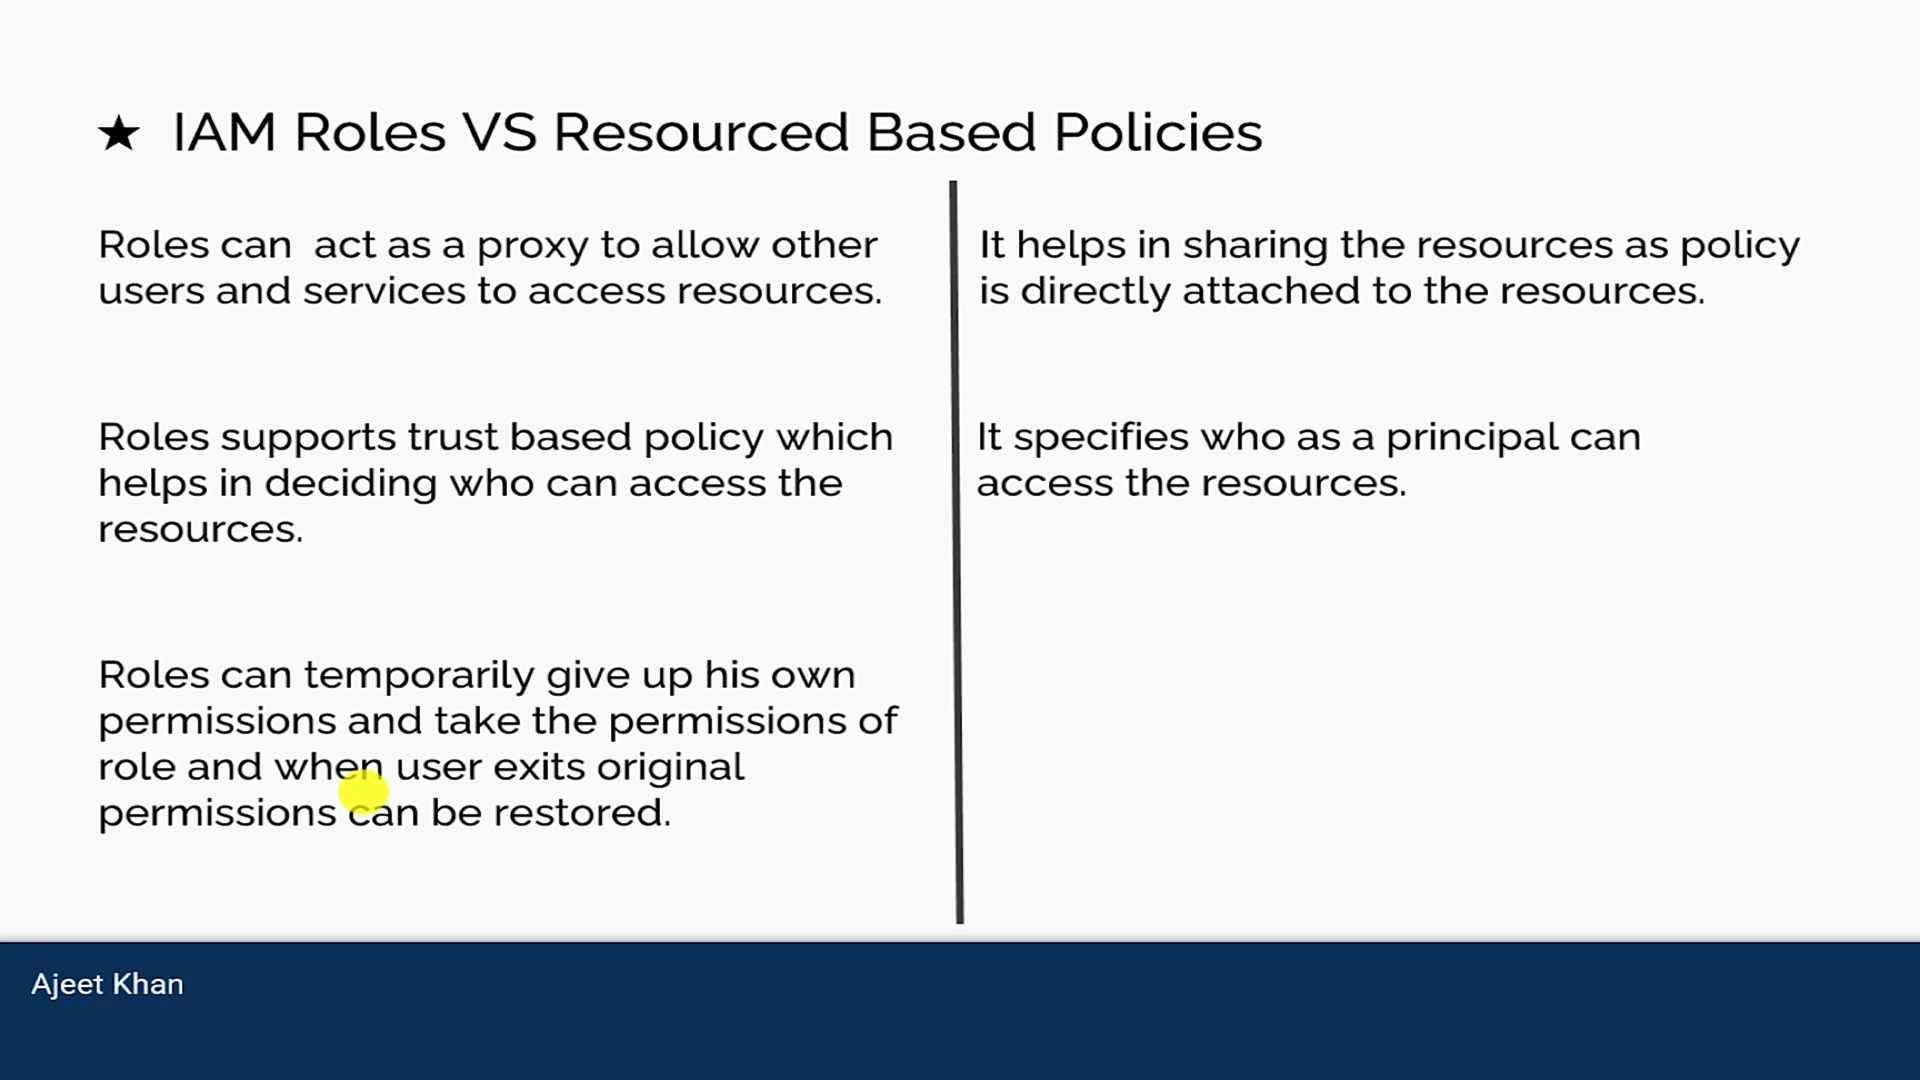 ★ IAM Roles VS Resourced Based Policies
Roles can act as a proxy to allow other
users and services to access resources.
Roles supports trust based policy which
helps in deciding who can access the
resources.
Roles can temporarily give up his own
permissions and take the permissions of
role and when user exits original
permissions can be restored.
It helps in sharing the resources as policy
is directly attached to the resources.
It specifies who as a principal can
access the resources.
Ajeet Khan